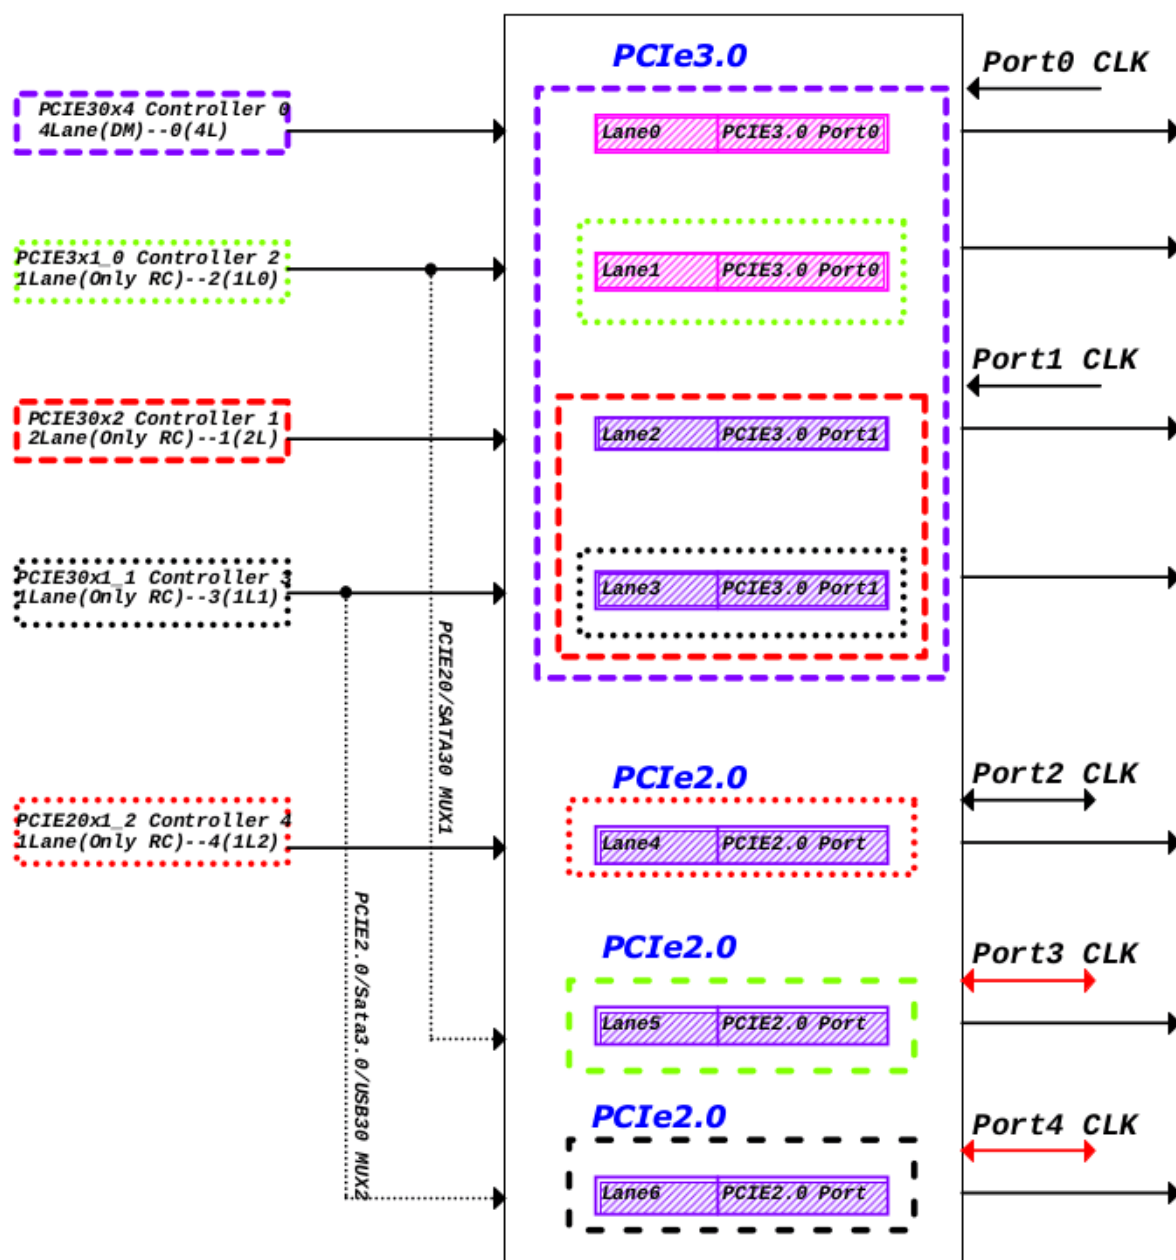 PCIe3.0
Port0 CLK
PCIE30x4 Controller 0
4Lane(DM)--0(4L)
Lane0 PCIE3.0 Port0
PCIE3x1_0 Controller 2
1Lane(Only RC)--2(1L0)
Lane1 PCIE3.0 Port0
Port1 CLK
PCIE30x2 Controller 1
2Lane(Only RC)--1(2L)
Lane2 PCIE3.0 Port1
PCIE30x1_1 Controller 3
1Lane(Only RC)--3(1L1)
Lane3 PCIE3.0 Port1
PCIE20/SATA30 MUX1
PCIe2.0
Port2 CLK
PCIE20x1_2 Controller 4
1Lane(Only RC)--4(1L2)
Lane4 PCIE2.0 Port
PCIE2.0/Sata3.0/USB30 MUX2
PCIe2.0
Port3 CLK
Lane5 PCIE2.0 Port
PCIe2.0
Port4 CLK
Lane6 PCIE2.0 Port